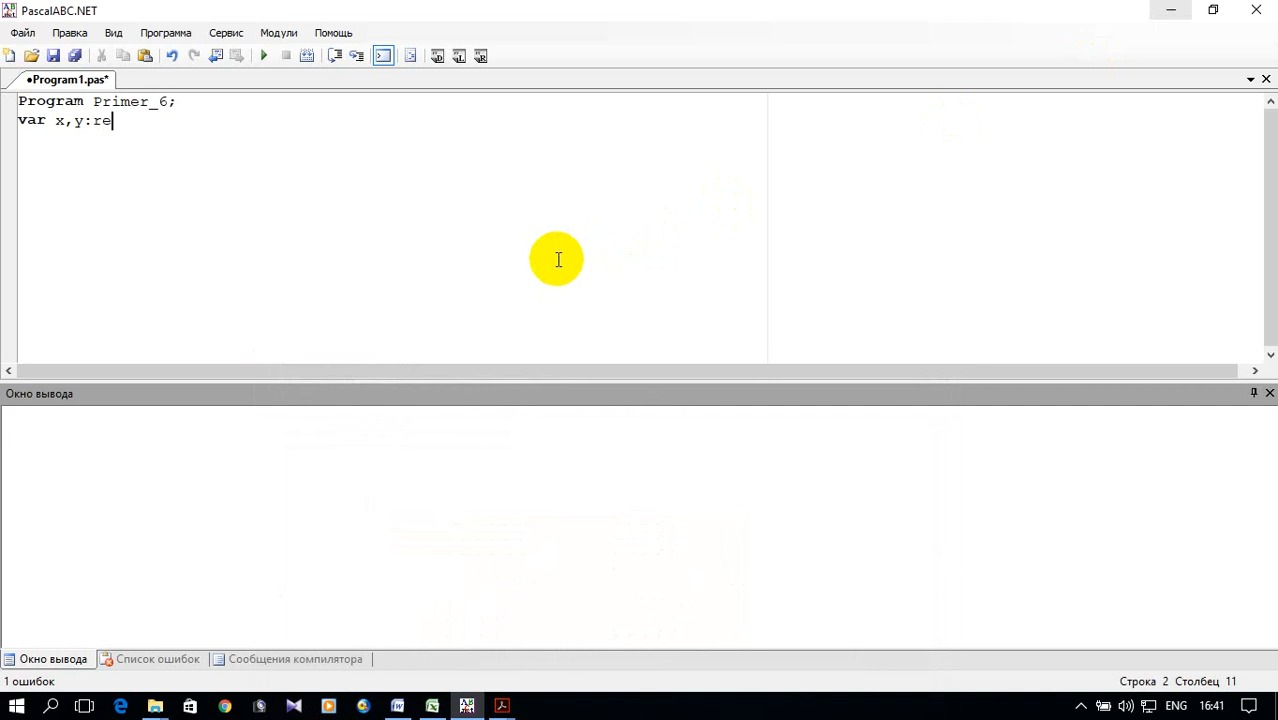 PascalABC.NET
Файл Правка Вид Программа Сервис Модули Помощь
•Program1.pas*
Program Primer_6;
var x,y:re
Окно вывода
Окно вывода Список ошибок Сообщения компилятора
1 ошибок Строка 2 Столбец 11
ENG 16:41